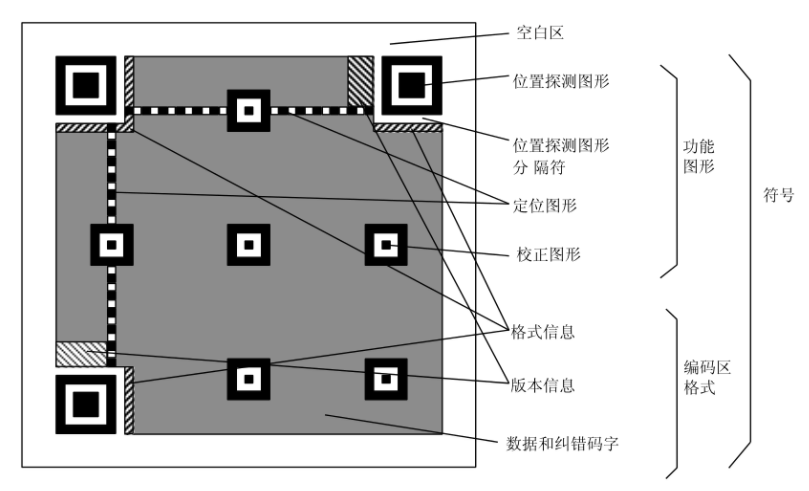 空白区
位置探测图形
位置探测图形
分 隔符
定位图形
校正图形
格式信息
版本信息
数据和纠错码字
功能
图形
编码区
格式
符号